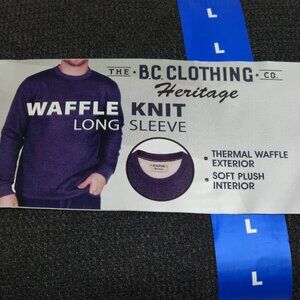 L
L
THE • B.C. CLOTHING • CO.
Heritage
WAFFLE KNIT
LONG SLEEVE
• THERMAL WAFFLE
EXTERIOR
• SOFT PLUSH
INTERIOR
L
L